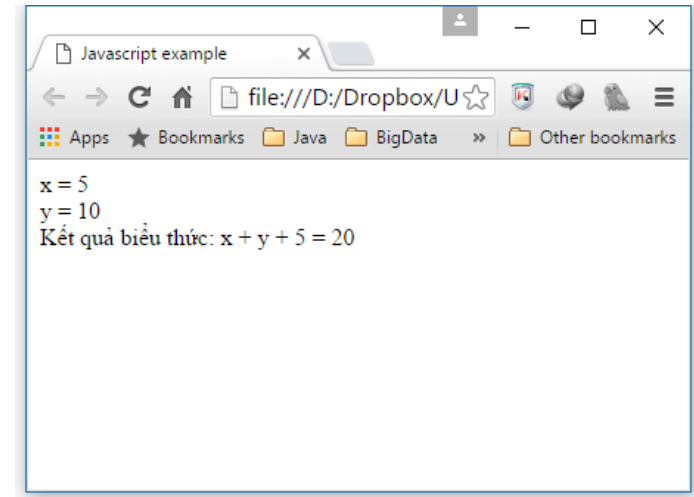 Javascript example
file:///D:/Dropbox/U
Apps Bookmarks Java BigData » Other bookmarks
x = 5
y = 10
Kết quả biểu thức: x + y + 5 = 20